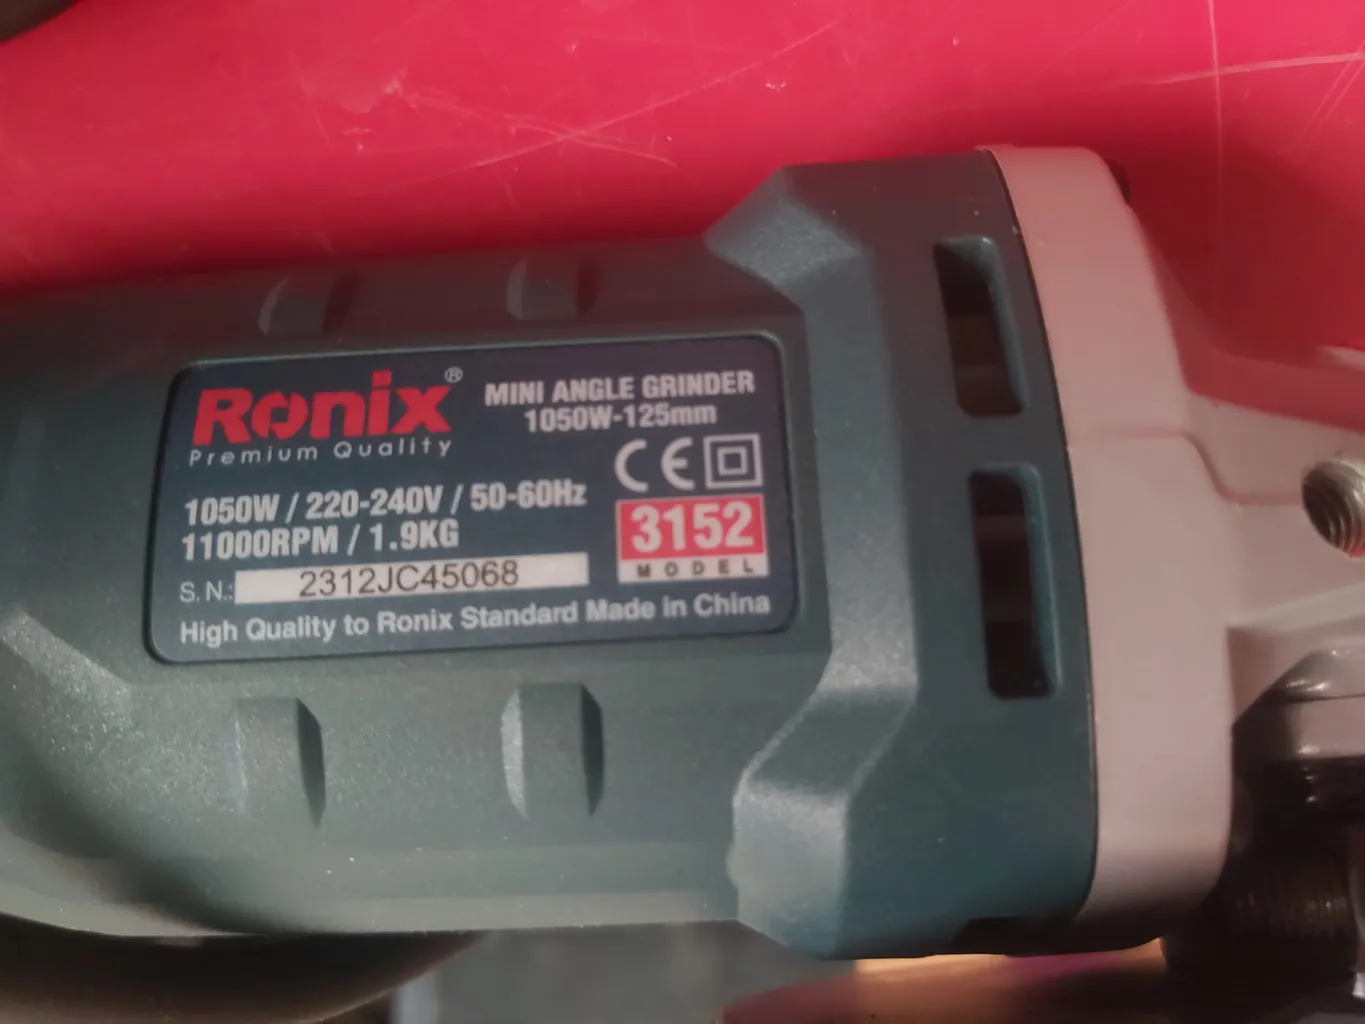 Ronix®
Premium Quality
MINI ANGLE GRINDER
1050W-125mm
CE
1050W / 220-240V / 50-60Hz
11000RPM / 1.9KG
3152
MODEL
S.N.: 2312JC45068
High Quality to Ronix Standard Made in China